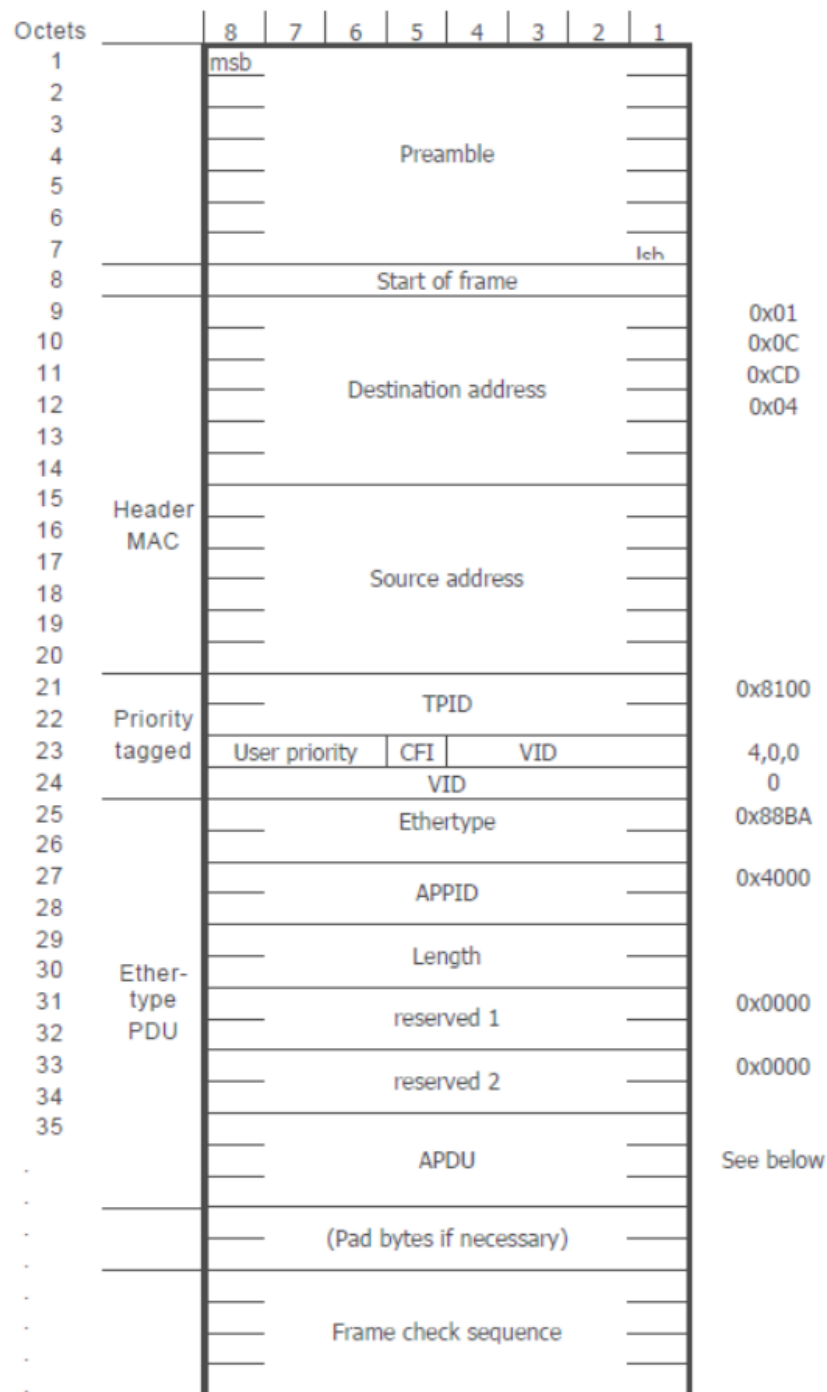 Octets 8 7 6 5 4 3 2 1
1 msb
2
3
4 Preamble
5
6
7
8 Start of frame
9 0x01
10 0x0C
11 Destination address 0xCD
12 0x04
13
14
15 Header
16 MAC
17
18 Source address
19
20
21 TPID 0x8100
22 Priority
23 tagged User priority CFI VID 4,0,0
24 VID 0
25 Ethertype 0x88BA
26
27 APPID 0x4000
28
29 Length
30 Ether-
31 type reserved 1 0x0000
32 PDU
33 reserved 2 0x0000
34
35
. APDU See below
.
. (Pad bytes if necessary)
.
.
. Frame check sequence
.
.